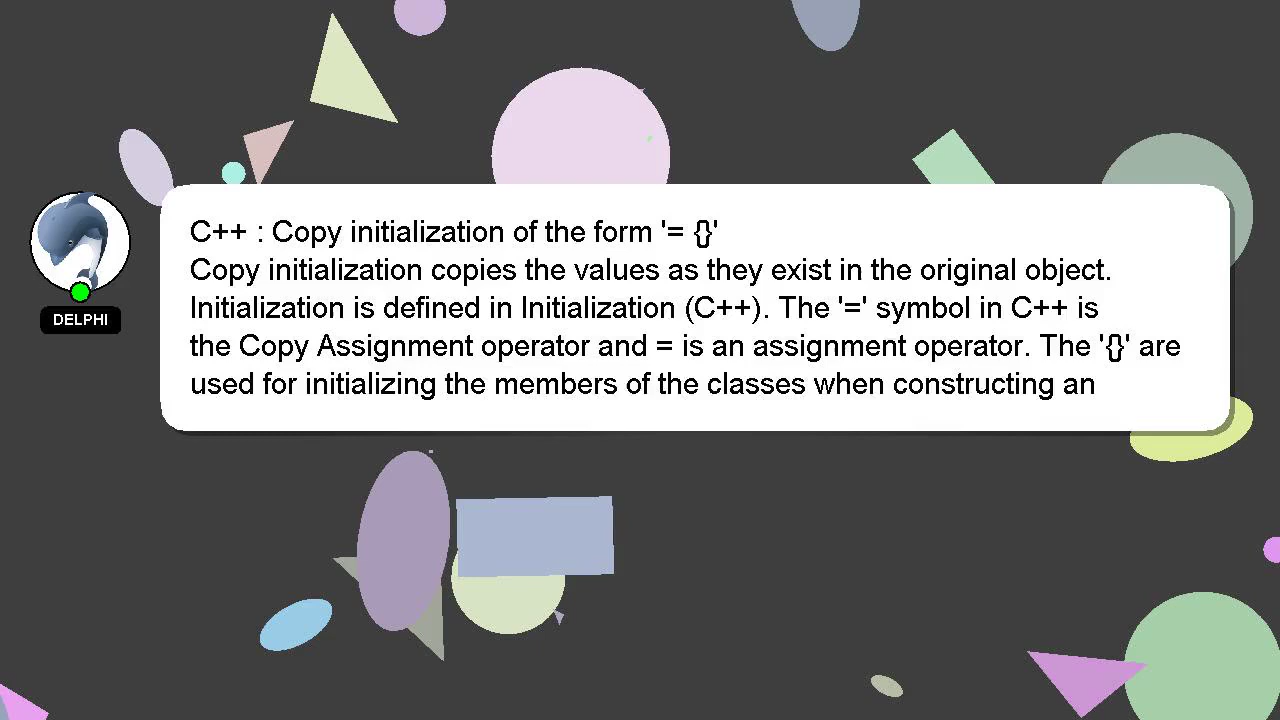 C++ : Copy initialization of the form '= {}'
Copy initialization copies the values as they exist in the original object.
Initialization is defined in Initialization (C++). The '=' symbol in C++ is
the Copy Assignment operator and = is an assignment operator. The '{}' are
used for initializing the members of the classes when constructing an
DELPHI